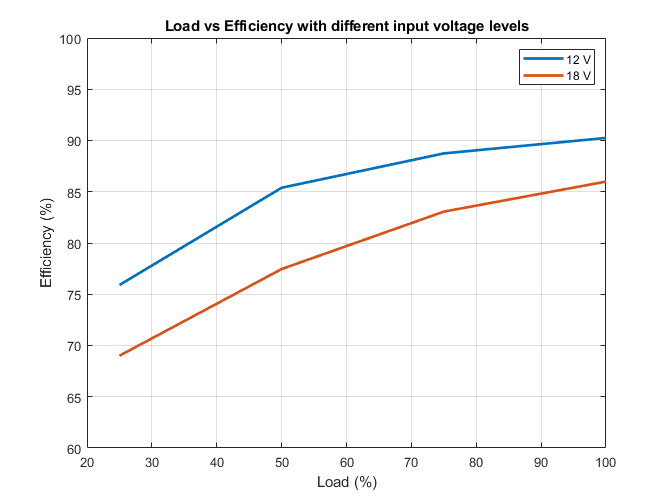 Load vs Efficiency with different input voltage levels
100
95
90
85
80
75
70
65
60
Efficiency (%)
12 V
18 V
20 30 40 50 60 70 80 90 100
Load (%)